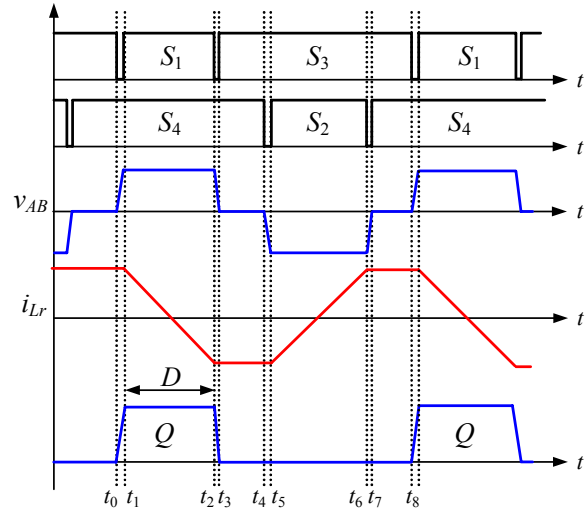 S1 S3 S1 t
S4 S2 S4 t
vAB t
iLr t
D
Q Q t
t0 t1 t2 t3 t4 t5 t6 t7 t8